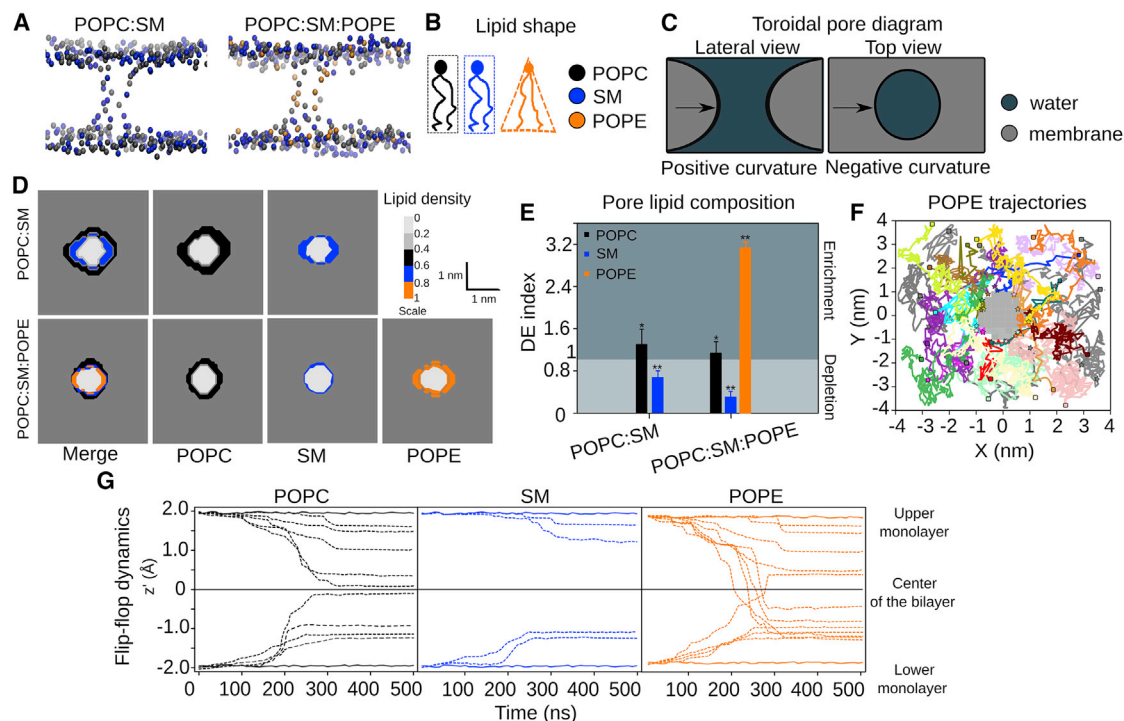 A
POPC:SM
POPC:SM:POPE
B
Lipid shape
POPC
SM
POPE
C
Toroidal pore diagram
Lateral view
Top view
Positive curvature
Negative curvature
water
membrane
D
POPC:SM
POPC:SM:POPE
Merge
POPC
SM
POPE
Lipid density
0
0.2
0.4
0.6
0.8
1
Scale
1 nm
1 nm
E
Pore lipid composition
DE index
3.2
1.6
1
0.8
0
POPC
SM
POPE
*
**
*
**
**
Enrichment
Depletion
POPC:SM
POPC:SM:POPE
F
POPE trajectories
Y (nm)
4
3
2
1
0
-1
-2
-3
-4
-4 -3 -2 -1 0 1 2 3 4
X (nm)
G
POPC
SM
POPE
Flip-flop dynamics
z' (Å)
2.0
1.0
0
-1.0
-2.0
0 100 200 300 400 500
100 200 300 400 500
100 200 300 400 500
Time (ns)
Upper
monolayer
Center
of the bilayer
Lower
monolayer